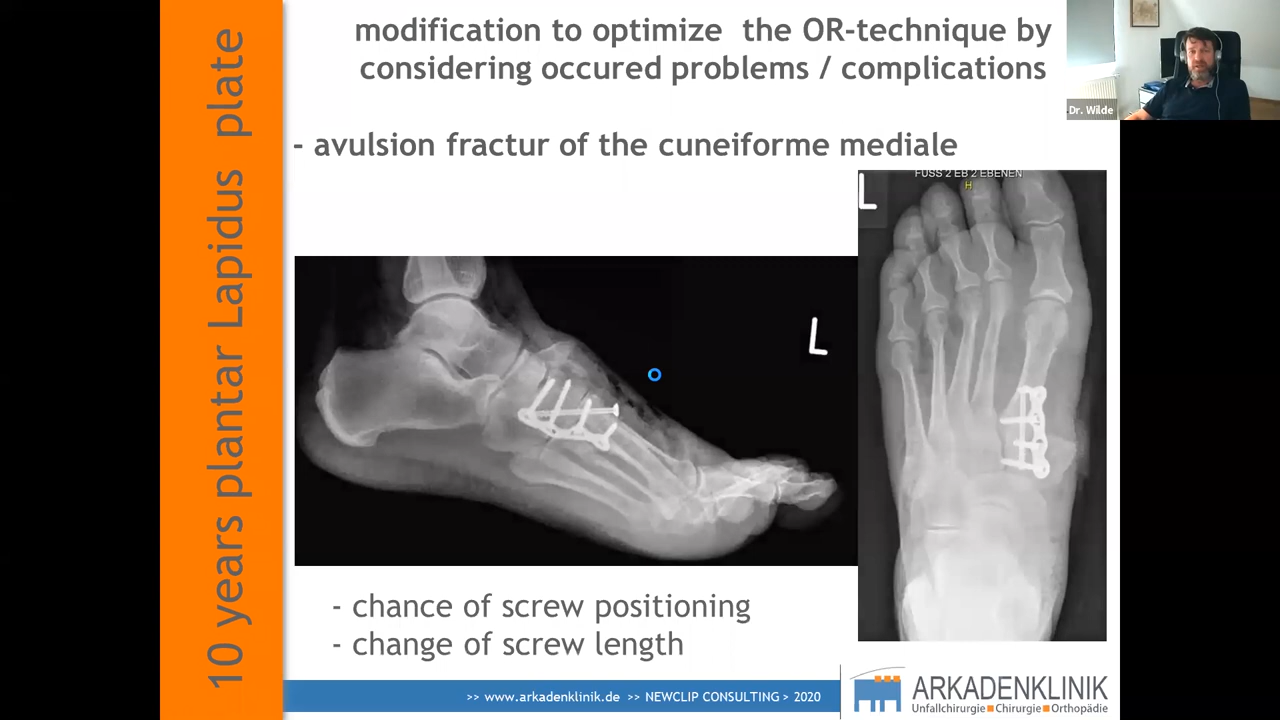 10 years plantar Lapidus plate
modification to optimize the OR-technique by
considering occured problems / complications
Dr. Wilde
- avulsion fractur of the cuneiforme mediale
FUSS 2 EB 2 EBENEN
H
L
L
- chance of screw positioning
- change of screw length
>> www.arkadenklinik.de >> NEWCLIP CONSULTING > 2020
ARKADENKLINIK
Unfallchirurgie ■ Chirurgie ■ Orthopädie